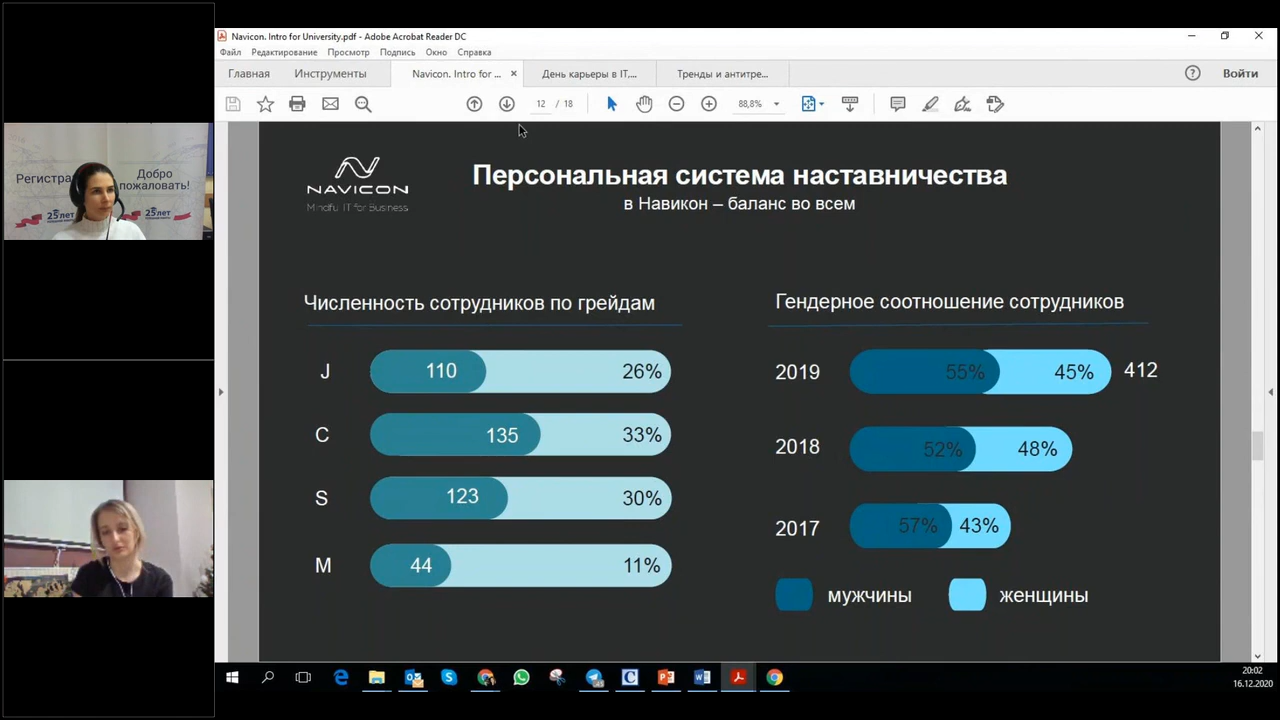 Navicon. Intro for University.pdf - Adobe Acrobat Reader DC
Файл Редактирование Просмотр Подпись Окно Справка
Главная Инструменты Navicon. Intro for ... × День карьеры в IT,... Тренды и антитре... Войти
12 / 18 88,8%
NAVICON
Mindful IT for Business
Персональная система наставничества
в Навикон – баланс во всем
Численность сотрудников по грейдам
J 110 26%
C 135 33%
S 123 30%
M 44 11%
Гендерное соотношение сотрудников
2019 55% 45% 412
2018 52% 48%
2017 57% 43%
мужчины женщины
Добро
пожаловать!
25 лет
25 лет
20:02
16.12.2020